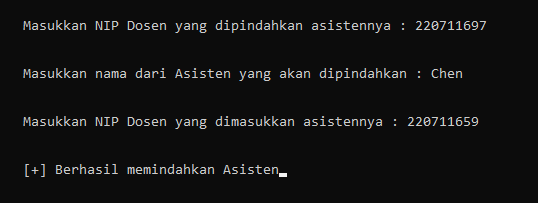 Masukkan NIP Dosen yang dipindahkan asistennya : 220711697
Masukkan nama dari Asisten yang akan dipindahkan : Chen
Masukkan NIP Dosen yang dimasukkan asistennya : 220711659
[+] Berhasil memindahkan Asisten